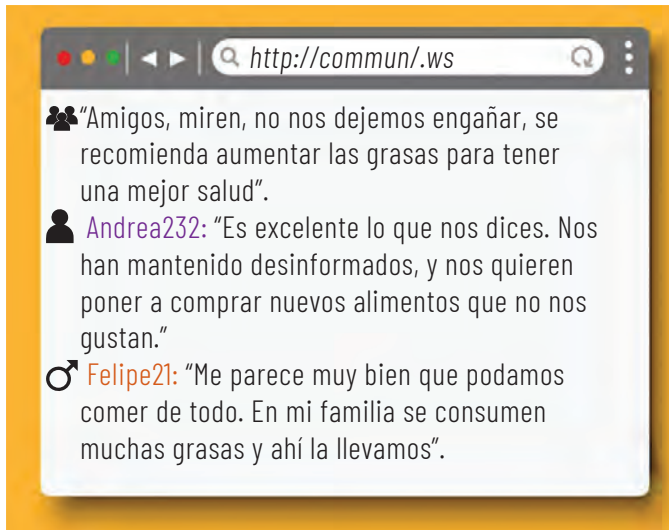 http://commun/.ws
“Amigos, miren, no nos dejemos engañar, se
recomienda aumentar las grasas para tener
una mejor salud”.
Andrea232: “Es excelente lo que nos dices. Nos
han mantenido desinformados, y nos quieren
poner a comprar nuevos alimentos que no nos
gustan.”
Felipe21: “Me parece muy bien que podamos
comer de todo. En mi familia se consumen
muchas grasas y ahí la llevamos”.